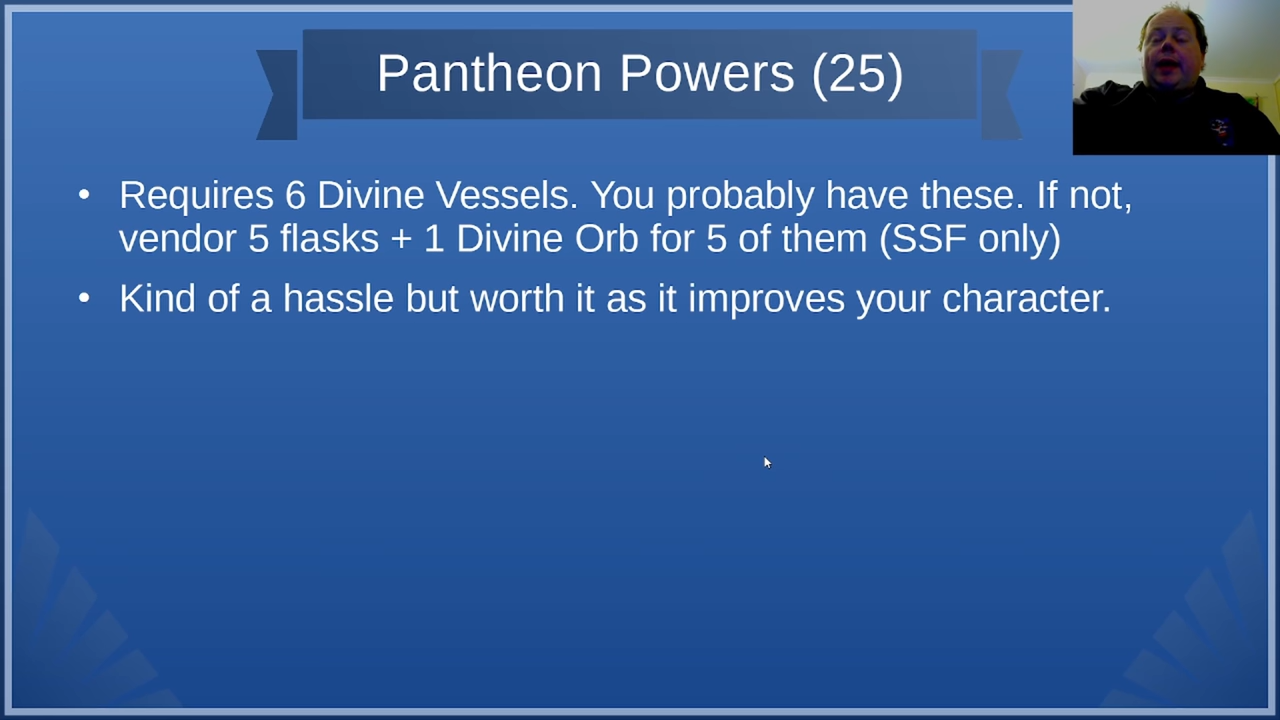 Pantheon Powers (25)
• Requires 6 Divine Vessels. You probably have these. If not,
vendor 5 flasks + 1 Divine Orb for 5 of them (SSF only)
• Kind of a hassle but worth it as it improves your character.